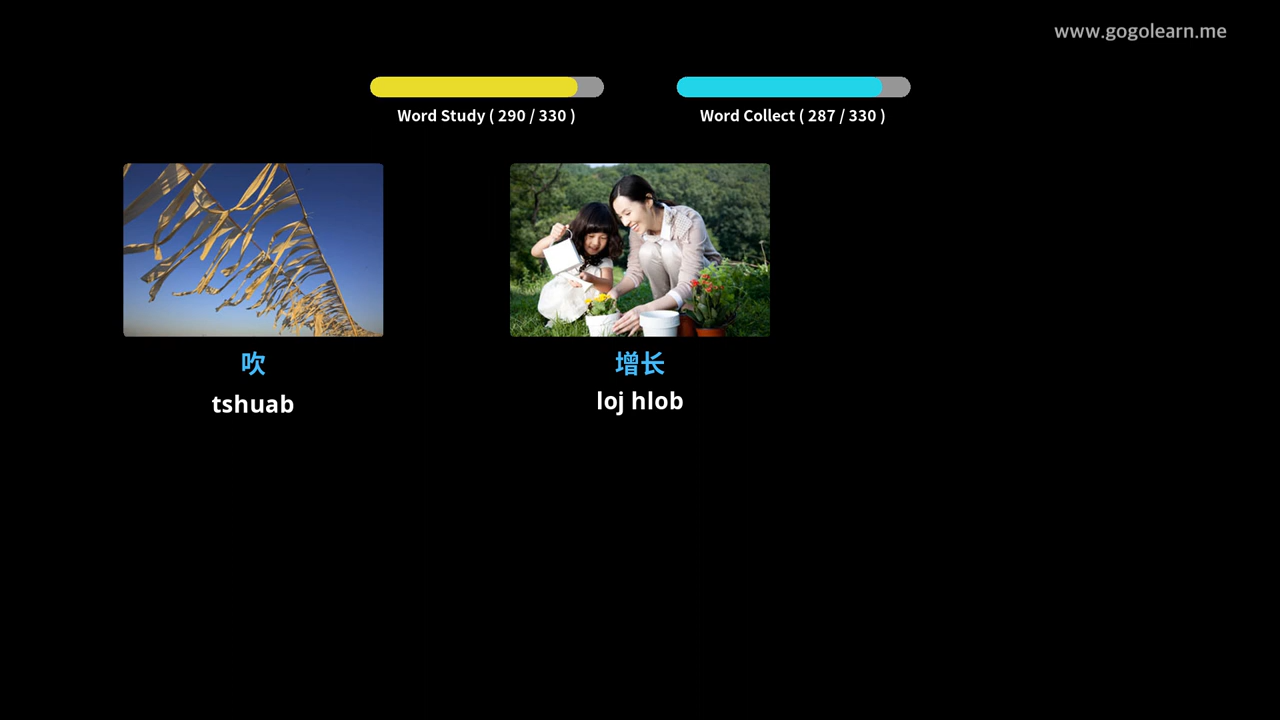 www.gogolearn.me
Word Study ( 290 / 330 )
Word Collect ( 287 / 330 )
吹
tshuab
增长
loj hlob